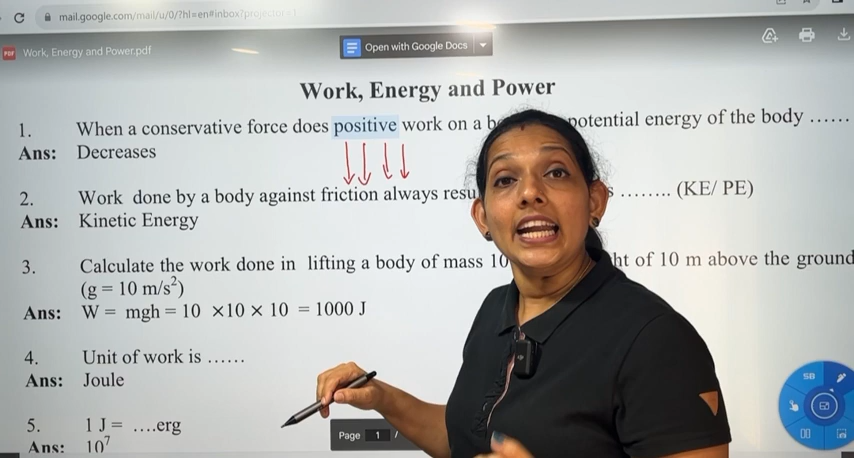 mail.google.com/mail/u/0/?hl=en#inbox?projector=1
PDF Work, Energy and Power.pdf
Open with Google Docs
Work, Energy and Power
1. When a conservative force does positive work on a b potential energy of the body ......
Ans: Decreases
2. Work done by a body against friction always resu s ........ (KE/ PE)
Ans: Kinetic Energy
3. Calculate the work done in lifting a body of mass 10 ht of 10 m above the ground
(g = 10 m/s²)
Ans: W = mgh = 10 ×10 × 10 = 1000 J
4. Unit of work is ......
Ans: Joule
SB
5. 1 J = ....erg
Page 1 /
Ans: 10⁷